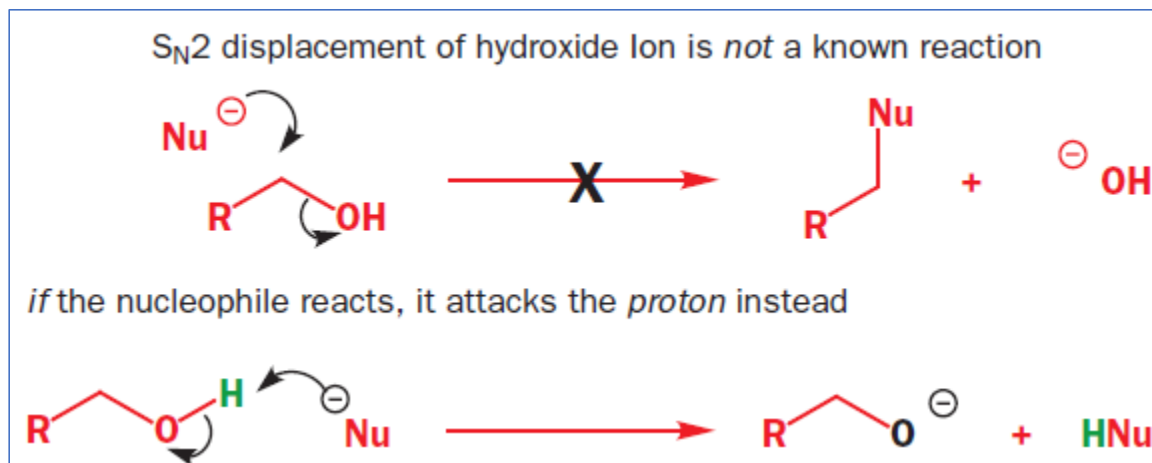 SN2 displacement of hydroxide Ion is not a known reaction
Nu ⊖
R OH
X
Nu
R
+
⊖ OH
if the nucleophile reacts, it attacks the proton instead
R O H
⊖ Nu
R O ⊖
+ HNu